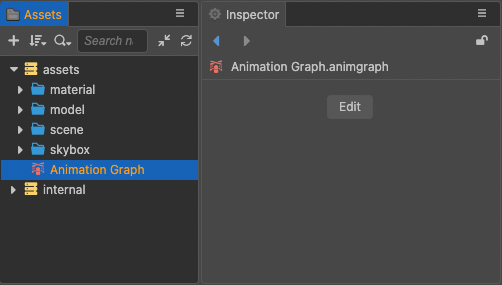 Assets
Search n
assets
material
model
scene
skybox
Animation Graph
internal
Inspector
Animation Graph.animgraph
Edit